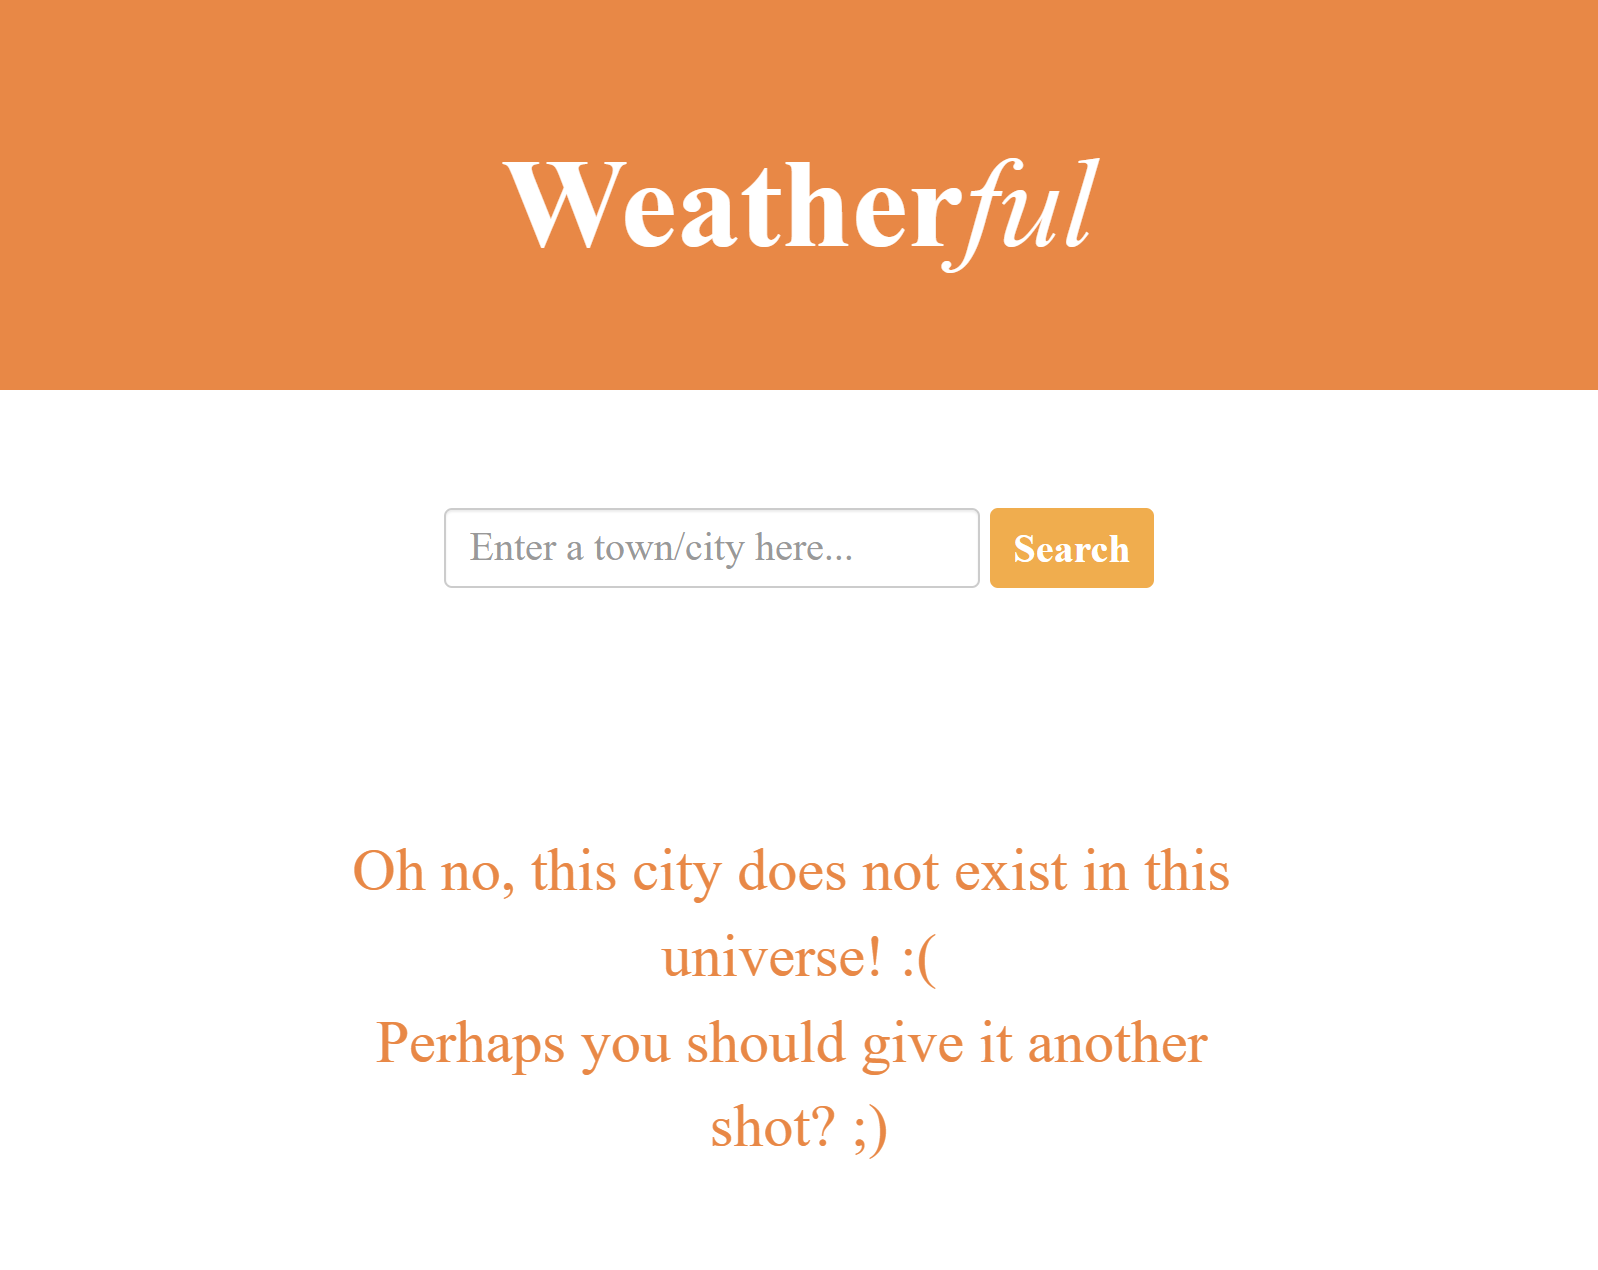 Weatherful
Enter a town/city here...
Search
Oh no, this city does not exist in this
universe! :(
Perhaps you should give it another
shot? ;)